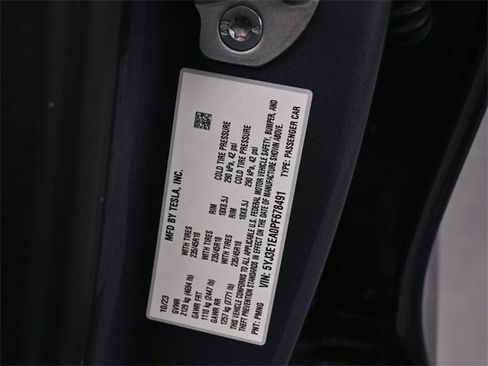 MFD BY TESLA, INC.
10/23
GVWR
2129 kg (4694 lb)
GAWR FRT
1110 kg (2447 lb) WITH TIRES 235/45R18 RIM 18X8.5J COLD TIRE PRESSURE 290 kPa, 42 psi
GAWR RR
1257 kg (2771 lb) WITH TIRES 235/45R18 RIM 18X8.5J COLD TIRE PRESSURE 290 kPa, 42 psi
THIS VEHICLE CONFORMS TO ALL APPLICABLE U.S. FEDERAL MOTOR VEHICLE SAFETY, BUMPER, AND
THEFT PREVENTION STANDARDS IN EFFECT ON THE DATE OF MANUFACTURE SHOWN ABOVE.
VIN: 5YJ3E1EA0PF678491 TYPE: PASSENGER CAR
PNT: PMNG